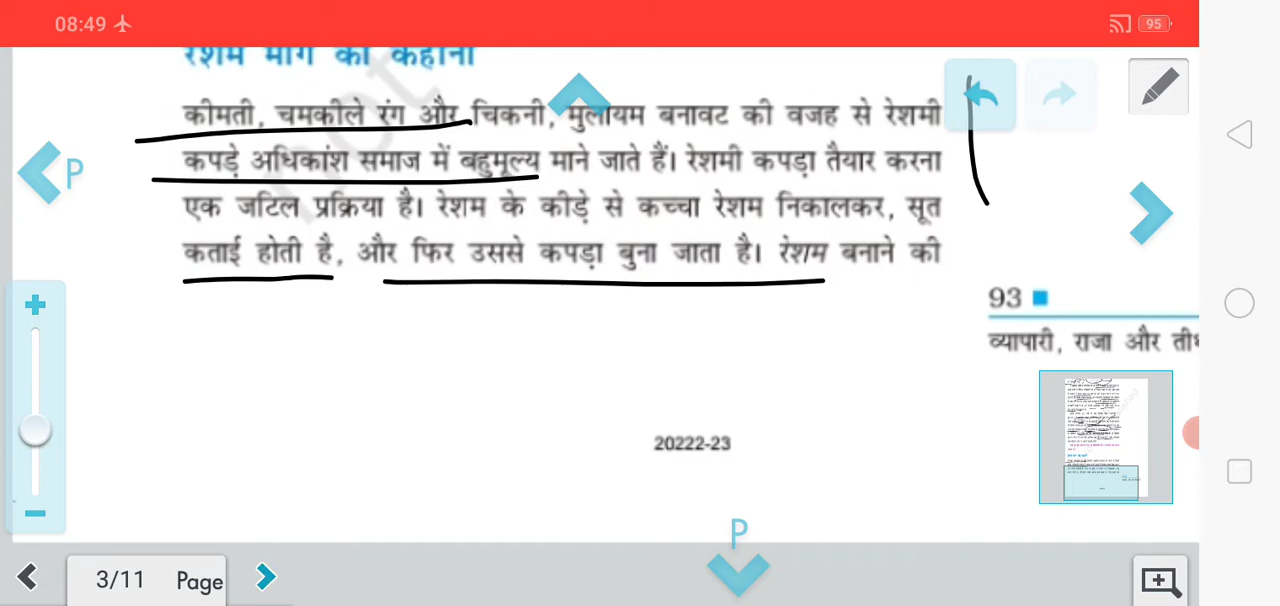 08:49
95
रेशम मार्ग की कहानी
कीमती, चमकीले रंग और चिकनी, मुलायम बनावट की वजह से रेशमी
कपड़े अधिकांश समाज में बहुमूल्य माने जाते हैं। रेशमी कपड़ा तैयार करना
एक जटिल प्रक्रिया है। रेशम के कीड़े से कच्चा रेशम निकालकर, सूत
कताई होती है, और फिर उससे कपड़ा बुना जाता है। रेशम बनाने की
P
93
व्यापारी, राजा और
20222-23
P
3/11 Page